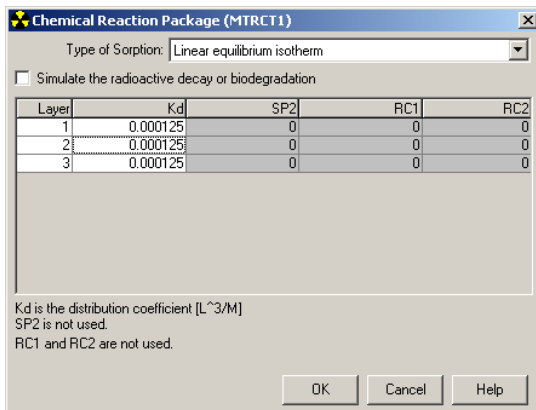 Chemical Reaction Package (MTRCT1)
Type of Sorption: Linear equilibrium isotherm
Simulate the radioactive decay or biodegradation
Layer Kd SP2 RC1 RC2
1 0.000125 0 0 0
2 0.000125 0 0 0
3 0.000125 0 0 0
Kd is the distribution coefficient [L^3/M]
SP2 is not used.
RC1 and RC2 are not used.
OK Cancel Help